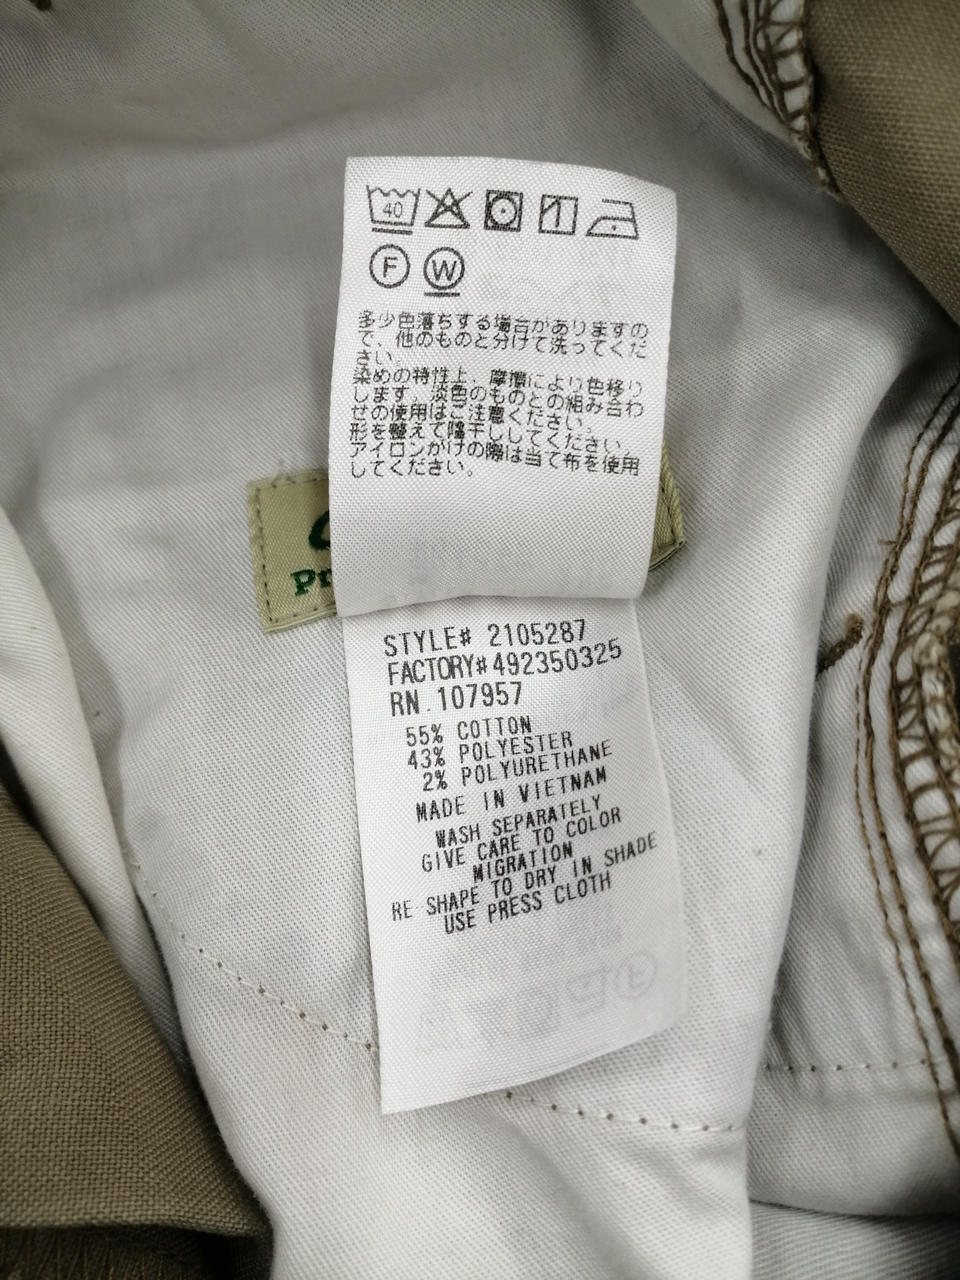 40
F W
多少色落ちする場合がありますの
で、他のものと分けて洗ってくだ
さい。
染めの特性上、摩擦により色移り
します。淡色のものとの組み合わ
せの使用はご注意ください。
形を整えて陰干ししてください。
アイロンがけの際は当て布を使用
してください。
Pr
STYLE# 2105287
FACTORY#492350325
RN.107957
55% COTTON
43% POLYESTER
2% POLYURETHANE
MADE IN VIETNAM
WASH SEPARATELY
GIVE CARE TO COLOR
MIGRATION
RE SHAPE TO DRY IN SHADE
USE PRESS CLOTH